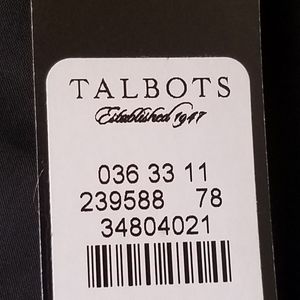 TALBOTS
Established 1947
036 33 11
239588 78
34804021